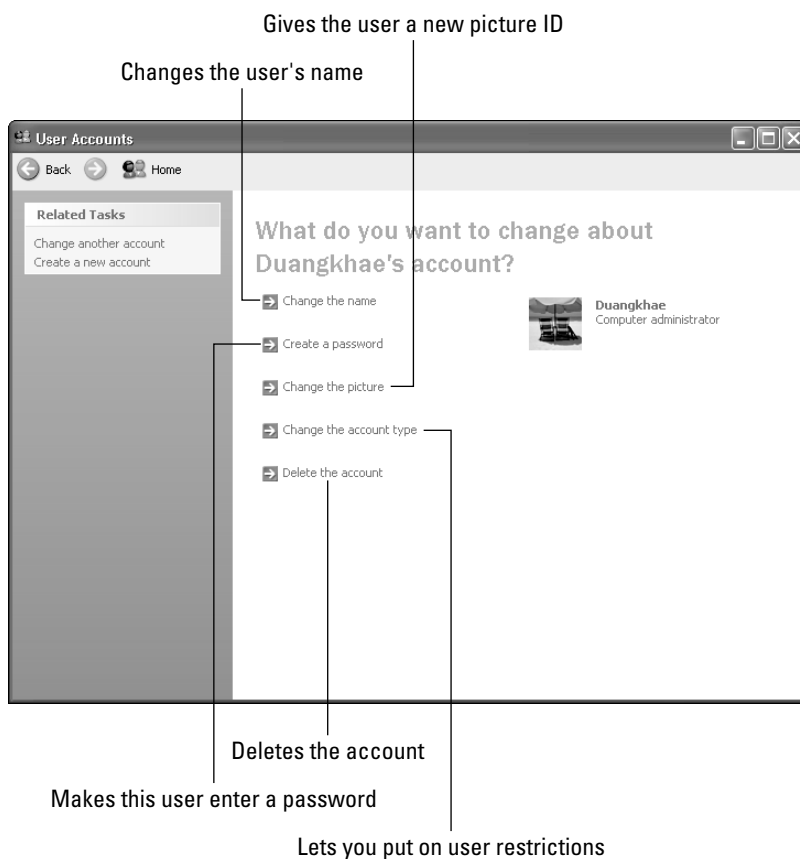 Gives the user a new picture ID
Changes the user's name
User Accounts
Back
Home
Related Tasks
Change another account
Create a new account
What do you want to change about
Duangkhae's account?
Change the name
Create a password
Change the picture
Change the account type
Delete the account
Duangkhae
Computer administrator
Deletes the account
Makes this user enter a password
Lets you put on user restrictions